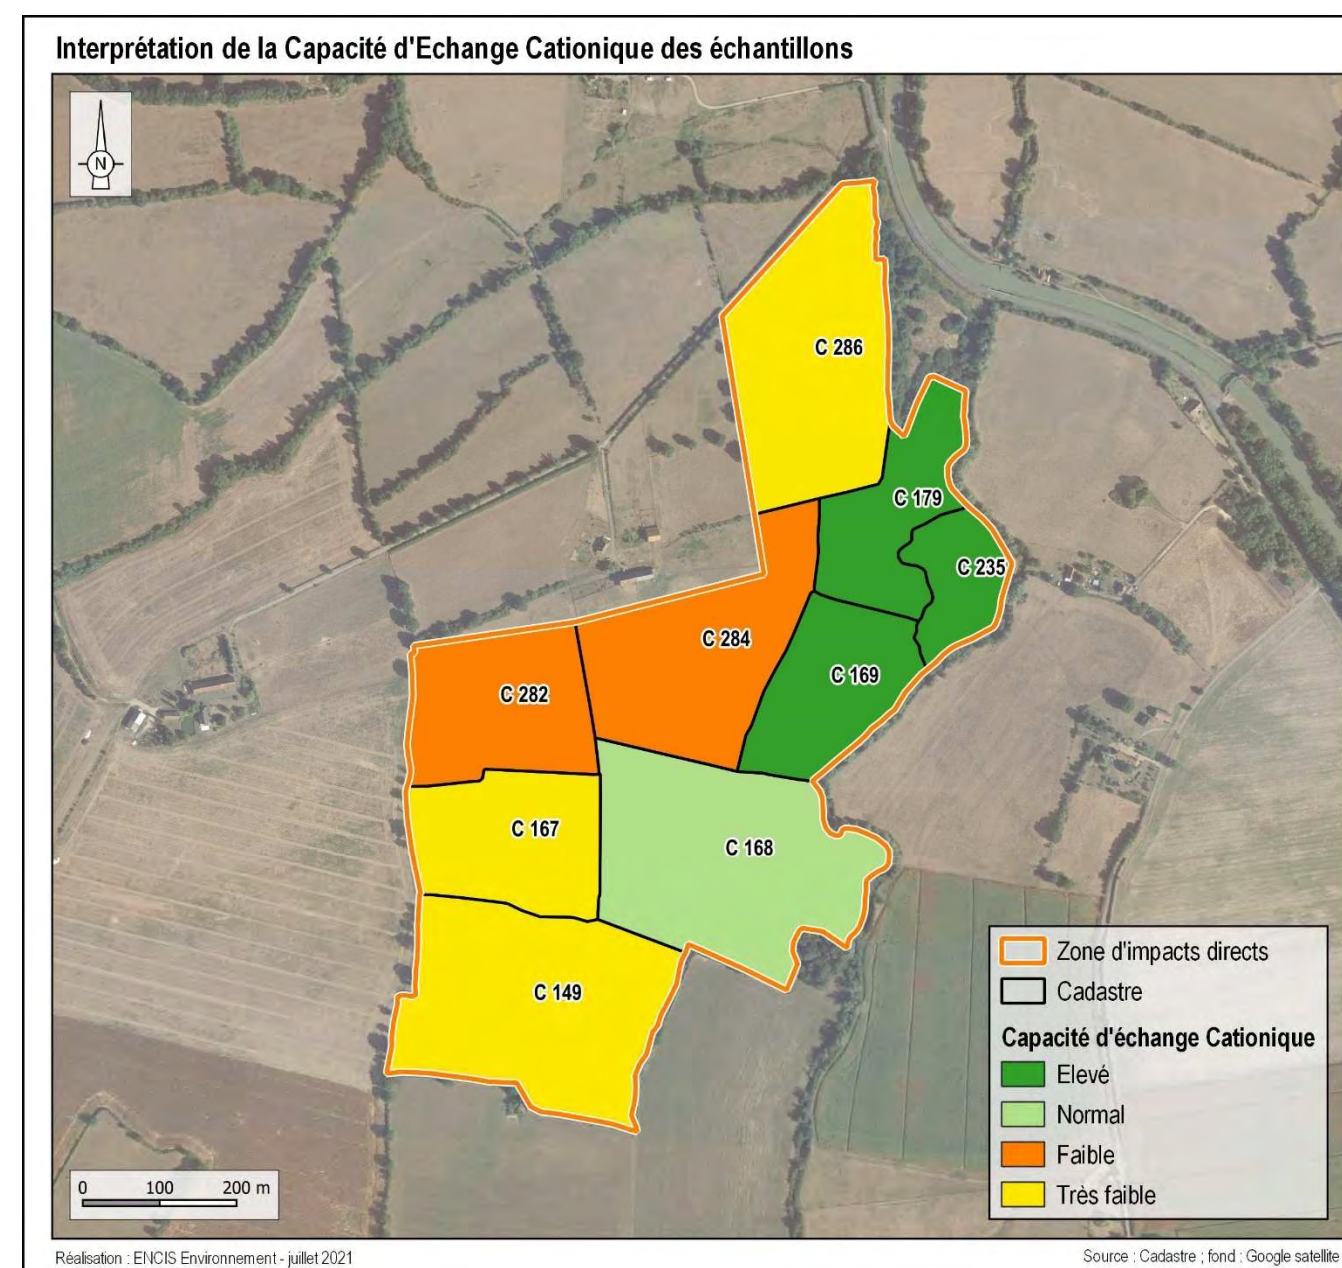 Interprétation de la Capacité d'Echange Cationique des échantillons
N
C 286
C 179
C 235
C 284
C 169
C 282
C 167
C 168
C 149
Zone d'impacts directs
Cadastre
Capacité d'échange Cationique
Elevé
Normal
Faible
Très faible
0 100 200 m
Réalisation : ENCIS Environnement - juillet 2021
Source : Cadastre ; fond : Google satellite